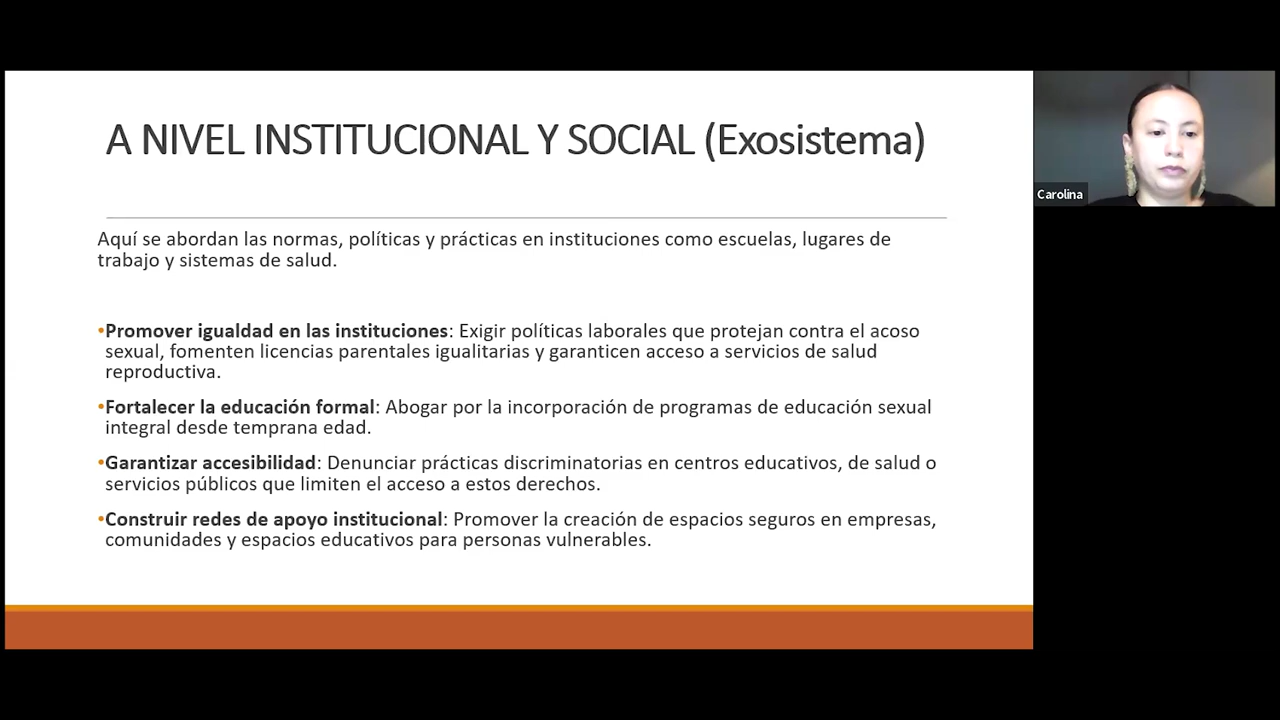 A NIVEL INSTITUCIONAL Y SOCIAL (Exosistema)
Aquí se abordan las normas, políticas y prácticas en instituciones como escuelas, lugares de
trabajo y sistemas de salud.
•Promover igualdad en las instituciones: Exigir políticas laborales que protejan contra el acoso
sexual, fomenten licencias parentales igualitarias y garanticen acceso a servicios de salud
reproductiva.
•Fortalecer la educación formal: Abogar por la incorporación de programas de educación sexual
integral desde temprana edad.
•Garantizar accesibilidad: Denunciar prácticas discriminatorias en centros educativos, de salud o
servicios públicos que limiten el acceso a estos derechos.
•Construir redes de apoyo institucional: Promover la creación de espacios seguros en empresas,
comunidades y espacios educativos para personas vulnerables.
Carolina